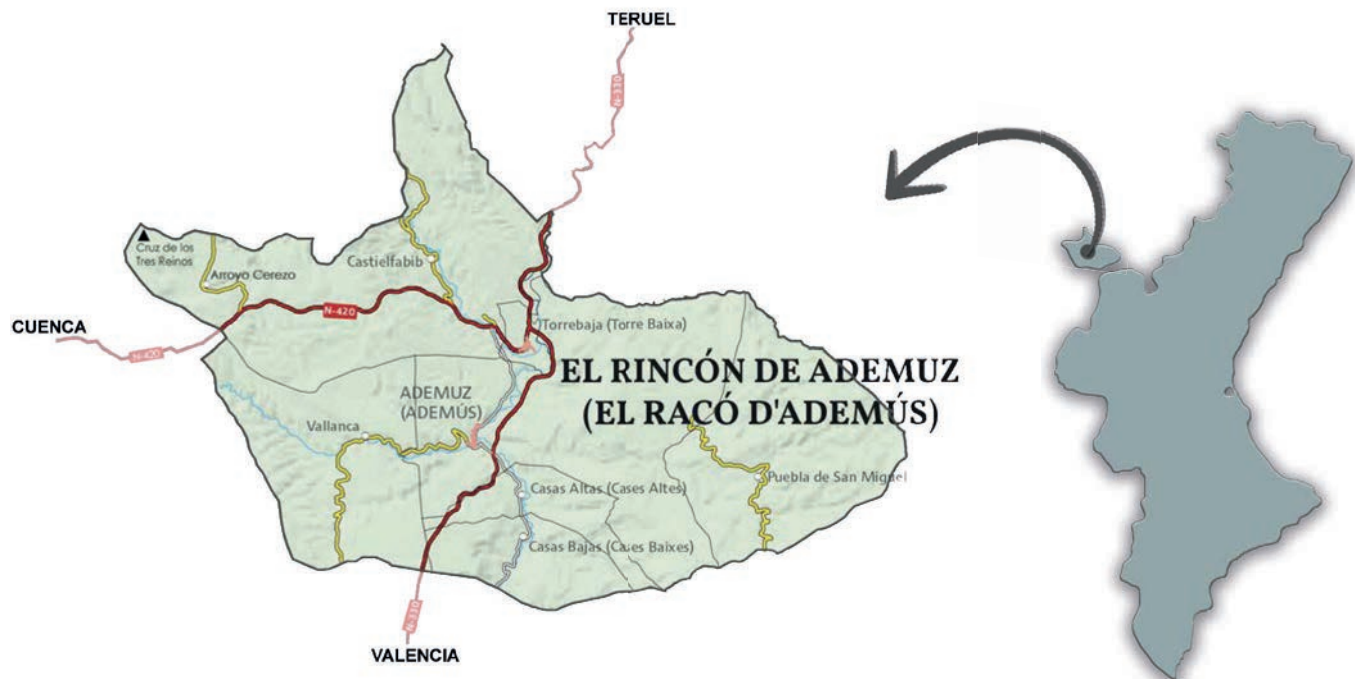 TERUEL
N-330
Cruz de los
Tres Reinos
Arroyo Cerezo
Castielfabib
CUENCA
N-420
N-420
Torrebaja (Torre Baixa)
EL RINCÓN DE ADEMUZ
(EL RACÓ D'ADEMÚS)
ADEMUZ
(ADEMÚS)
Vallanca
Puebla de San Miguel
Casas Altas (Cases Altes)
Casas Bajas (Cases Baixes)
N-330
VALENCIA